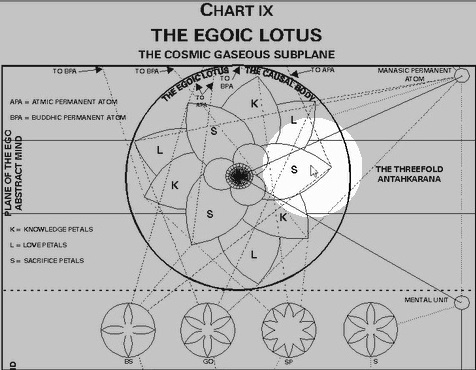 CHART IX
THE EGOIC LOTUS
THE COSMIC GASEOUS SUBPLANE
TO BPA
TO BPA
TO APA
MANASIC PERMANENT
ATOM
THE EGOIC LOTUS
THE CAUSAL BODY
TO
BPA
TO
APA
APA = ATMIC PERMANENT ATOM
BPA = BUDDHIC PERMANENT ATOM
PLANE OF THE EGO
ABSTRACT MIND
K
L
S
L
S
K
S
K
L
THE THREEFOLD
ANTAHKARANA
K = KNOWLEDGE PETALS
L = LOVE PETALS
S = SACRIFICE PETALS
MENTAL UNIT
BS
GO
SP
S